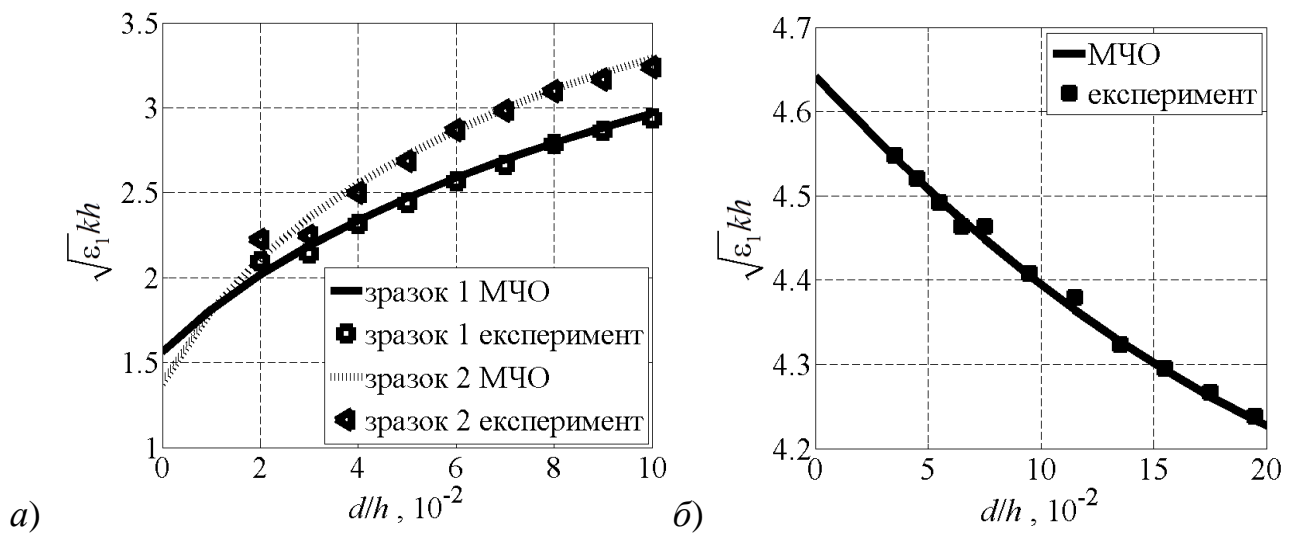 3.5
3
2.5
2
1.5
1
√ε₁kh
зразок 1 МЧО
зразок 1 експеримент
зразок 2 МЧО
зразок 2 експеримент
0 2 4 6 8 10
d/h , 10⁻²
а)
4.7
4.6
4.5
4.4
4.3
4.2
√ε₁kh
МЧО
експеримент
0 5 10 15 20
d/h , 10⁻²
б)